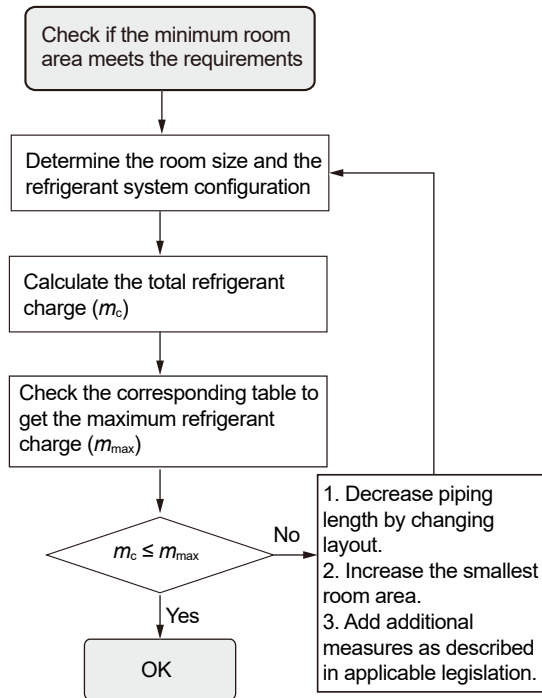 Check if the minimum room
area meets the requirements
Determine the room size and the
refrigerant system configuration
Calculate the total refrigerant
charge (mc)
Check the corresponding table to
get the maximum refrigerant
charge (mmax)
mc ≤ mmax
No
1. Decrease piping
length by changing
layout.
2. Increase the smallest
room area.
3. Add additional
measures as described
in applicable legislation.
Yes
OK